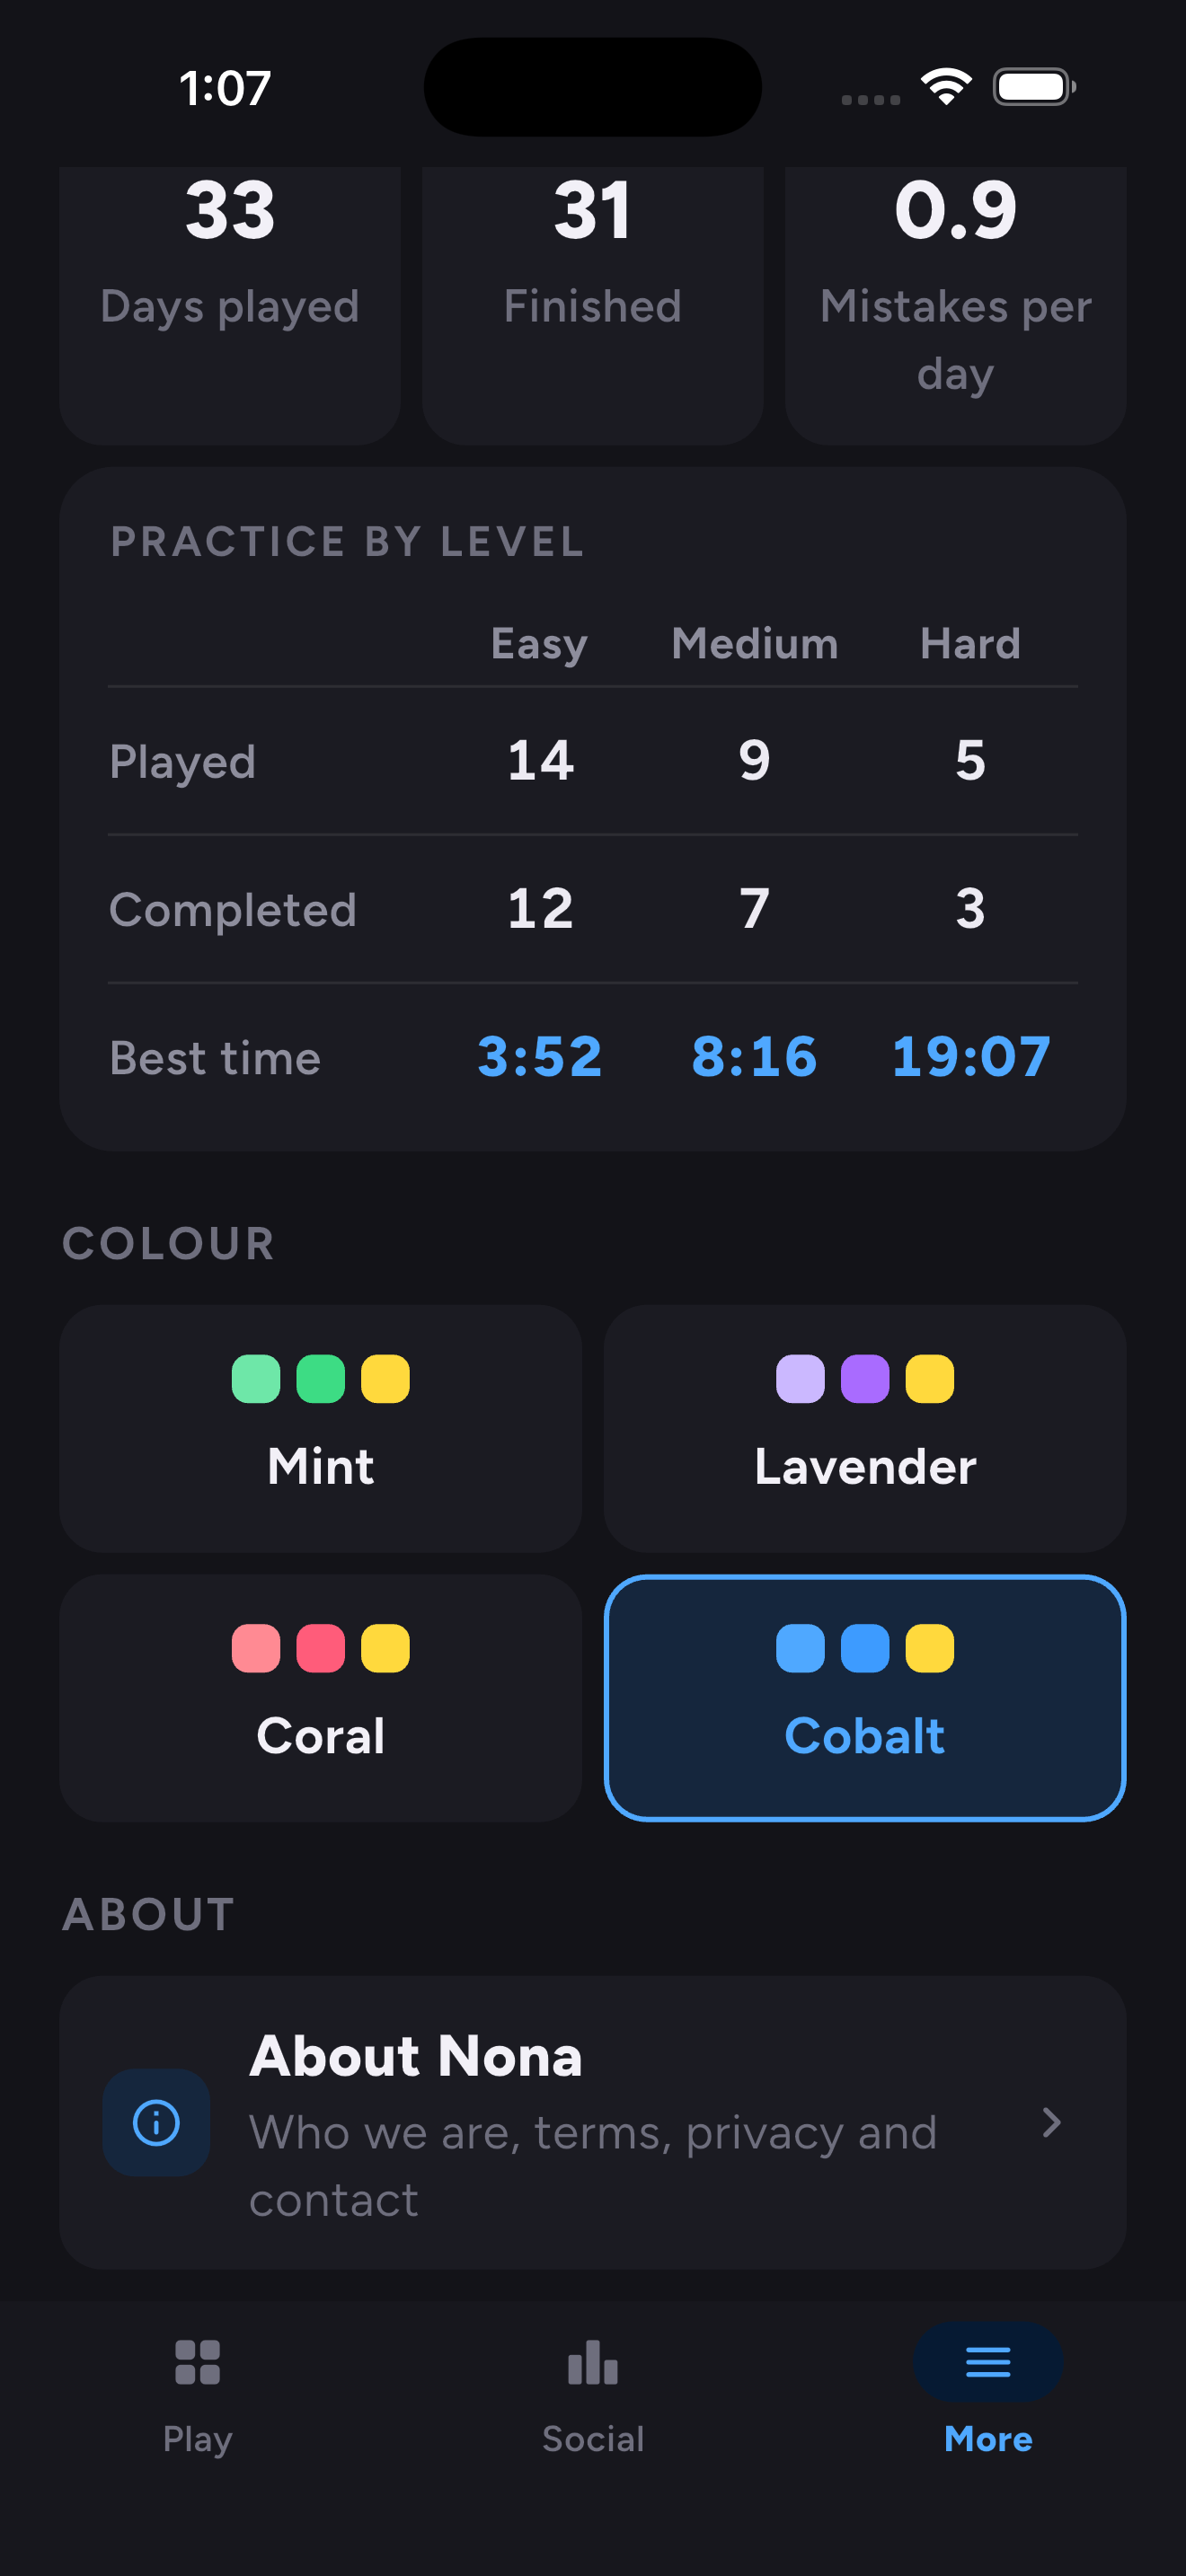 1:07
33 31 0.9
Days played Finished Mistakes per
day
PRACTICE BY LEVEL
Easy Medium Hard
Played 14 9 5
Completed 12 7 3
Best time 3:52 8:16 19:07
COLOUR
Mint Lavender
Coral Cobalt
ABOUT
About Nona
Who we are, terms, privacy and
contact
Play Social More